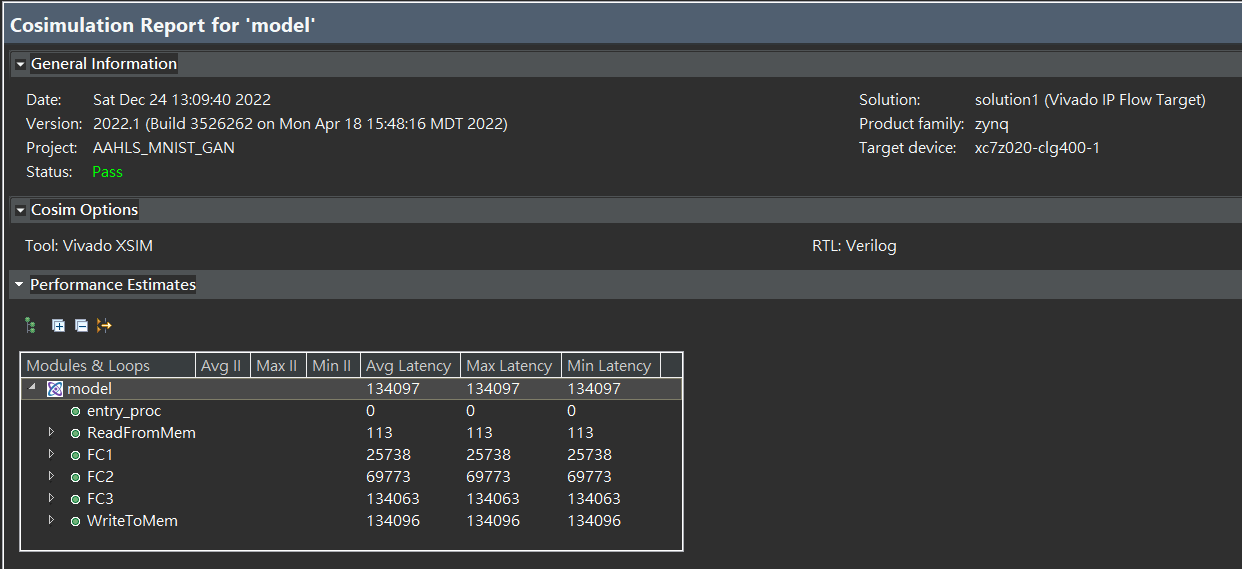 Cosimulation Report for 'model'
General Information
Date: Sat Dec 24 13:09:40 2022 Solution: solution1 (Vivado IP Flow Target)
Version: 2022.1 (Build 3526262 on Mon Apr 18 15:48:16 MDT 2022) Product family: zynq
Project: AAHLS_MNIST_GAN Target device: xc7z020-clg400-1
Status: Pass
Cosim Options
Tool: Vivado XSIM RTL: Verilog
Performance Estimates
Modules & Loops Avg II Max II Min II Avg Latency Max Latency Min Latency
model 134097 134097 134097
entry_proc 0 0 0
ReadFromMem 113 113 113
FC1 25738 25738 25738
FC2 69773 69773 69773
FC3 134063 134063 134063
WriteToMem 134096 134096 134096